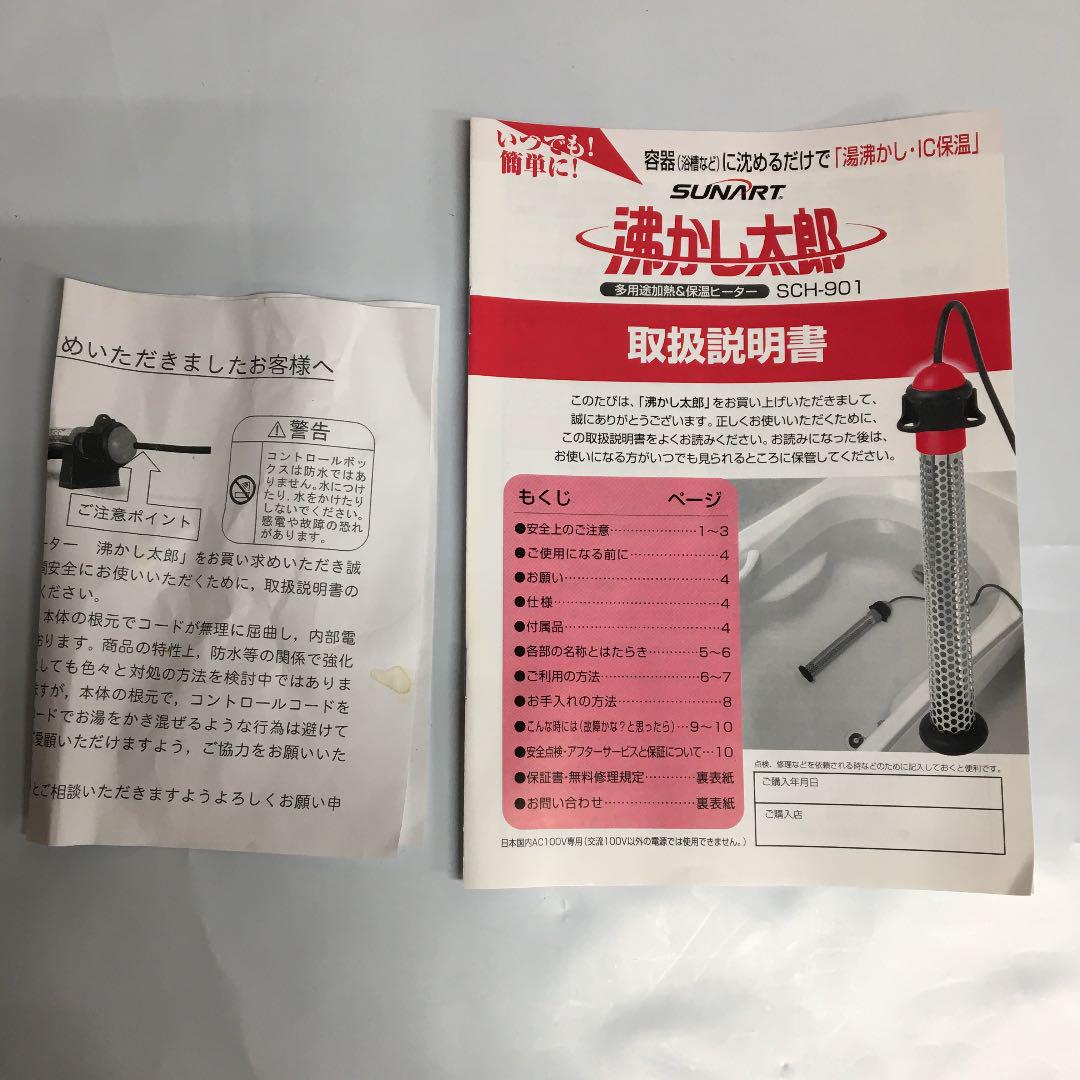 めいただきましたお客様へ
警告
コントロールボッ
クスは防水ではあ
りません。水につけ
たり、水をかけたり
しないでください。
感電や故障の恐れ
があります。
ご注意ポイント
ーター 沸かし太郎」をお買い求めいただき誠
間安全にお使いいただくために，取扱説明書の
ください。
本体の根元でコードが無理に屈曲し，内部電
おります。商品の特性上，防水等の関係で強化
しても色々と対処の方法を検討中ではありま
ますが，本体の根元で，コントロールコードを
ードでお湯をかき混ぜるような行為は避けて
愛顧いただけますよう，ご協力をお願いいた
とご相談いただきますようよろしくお願い申
いつでも！
簡単に！
容器(浴槽など)に沈めるだけで「湯沸かし・IC保温」
SUNART®
沸かし太郎
多用途加熱&保温ヒーター SCH-901
取扱説明書
このたびは、「沸かし太郎」をお買い上げいただきまして、
誠にありがとうございます。正しくお使いいただくために、
この取扱説明書をよくお読みください。お読みになった後は、
お使いになる方がいつでも見られるところに保管してください。
もくじ ページ
●安全上のご注意……………………1〜3
●ご使用になる前に……………………4
●お願い……………………4
●仕様……………………4
●付属品……………………4
●各部の名称とはたらき……………5〜6
●ご利用の方法……………………6〜7
●お手入れの方法……………………8
●こんな時には(故障かな？と思ったら)…9〜10
●安全点検・アフターサービスと保証について…10
●保証書・無料修理規定…………裏表紙
●お問い合わせ…………………裏表紙
日本国内AC100V専用(交流100V以外の電源では使用できません。)
点検、修理などを依頼される時などのために記入しておくと便利です。
ご購入年月日
ご購入店